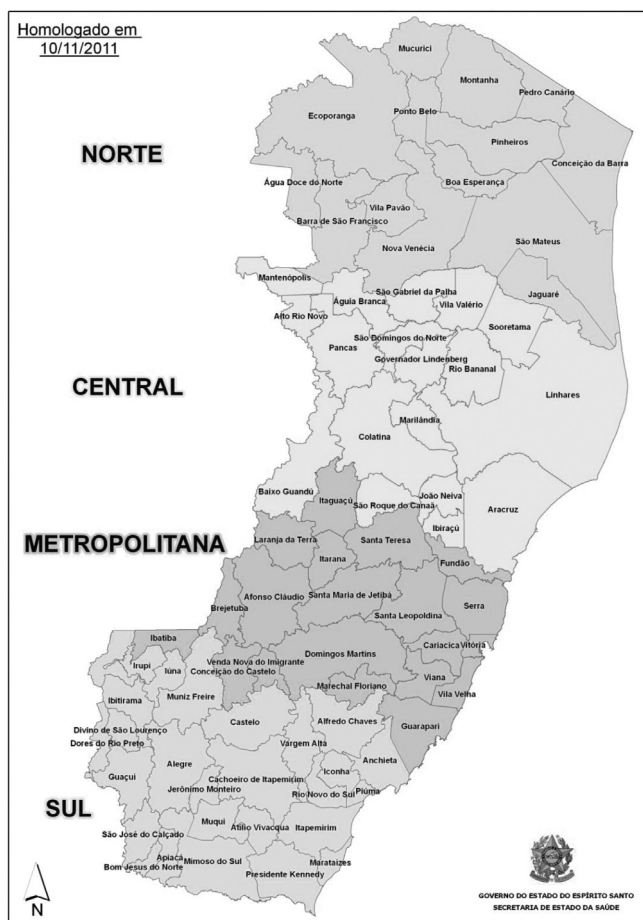 Homologado em
10/11/2011
Mucurici
Montanha
Pedro Canário
Ecoporanga
Ponto Belo
Pinheiros
NORTE
Conceição da Barra
Água Doce do Norte
Boa Esperança
Vila Pavão
Barra de São Francisco
Nova Venécia
São Mateus
Mantenópolis
São Gabriel da Palha
Jaguaré
Águia Branca
Vila Valério
Alto Rio Novo
Sooretama
São Domingos do Norte
Pancas
Governador Lindenberg
Rio Bananal
CENTRAL
Linhares
Marilândia
Colatina
Baixo Guandú
Itaguaçú
João Neiva
São Roque do Canaã
Aracruz
Ibiraçú
METROPOLITANA
Laranja da Terra
Santa Teresa
Itarana
Fundão
Afonso Cláudio
Santa Maria de Jetibá
Brejetuba
Santa Leopoldina
Serra
Ibatiba
Cariacica
Vitória
Domingos Martins
Irupi
Iúna
Venda Nova do Imigrante
Conceição do Castelo
Viana
Marechal Floriano
Vila Velha
Ibitirama
Muniz Freire
Castelo
Alfredo Chaves
Guarapari
Divino de São Lourenço
Dores do Rio Preto
Vargem Alta
Anchieta
Alegre
Guaçuí
Cachoeiro de Itapemirim
Iconha
Jerônimo Monteiro
Rio Novo do Sul
Piúma
SUL
Muqui
Atílio Vivacqua
Itapemirim
São José do Calçado
Apiacá
Mimoso do Sul
Marataízes
Bom Jesus do Norte
Presidente Kennedy
N
GOVERNO DO ESTADO DO ESPÍRITO SANTO
SECRETARIA DE ESTADO DA SAÚDE